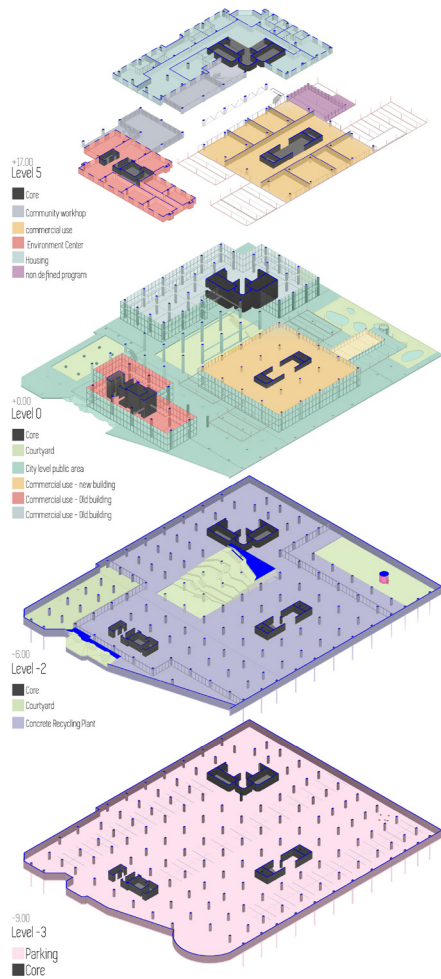 +17.00
Level 5
Core
Community workhop
commercial use
Environment Center
Housing
non defined program
+0.00
Level 0
Core
Courtyard
City level public area
Commercial use - new building
Commercial use - Old building
Commercial use - Old building
-6.00
Level -2
Core
Courtyard
Concrete Recycling Plant
-9.00
Level -3
Parking
Core